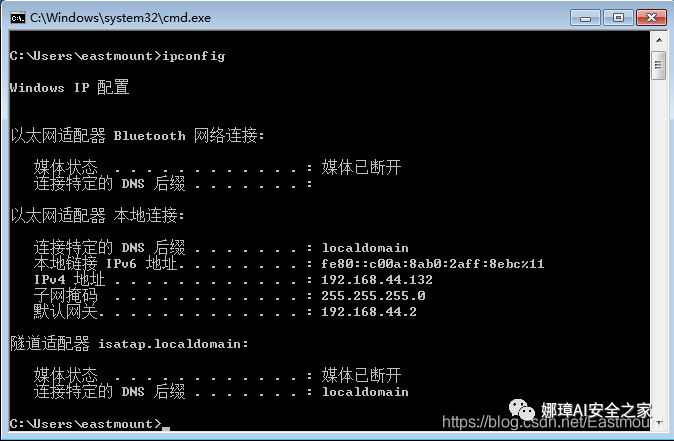 C:\Windows\system32\cmd.exe
C:\Users\eastmount>ipconfig
Windows IP 配置
以太网适配器 Bluetooth 网络连接:
媒体状态 . . . . . . . . . . . . : 媒体已断开
连接特定的 DNS 后缀 . . . . . . . :
以太网适配器 本地连接:
连接特定的 DNS 后缀 . . . . . . . : localdomain
本地链接 IPv6 地址. . . . . . . . : fe80::c00a:8ab0:2aff:8ebc%11
IPv4 地址 . . . . . . . . . . . . : 192.168.44.132
子网掩码 . . . . . . . . . . . . : 255.255.255.0
默认网关. . . . . . . . . . . . . : 192.168.44.2
隧道适配器 isatap.localdomain:
媒体状态 . . . . . . . . . . . . : 媒体已断开
连接特定的 DNS 后缀 . . . . . . . : localdomain
C:\Users\eastmount>
娜璋AI安全之家
https://blog.csdn.net/Eastmount